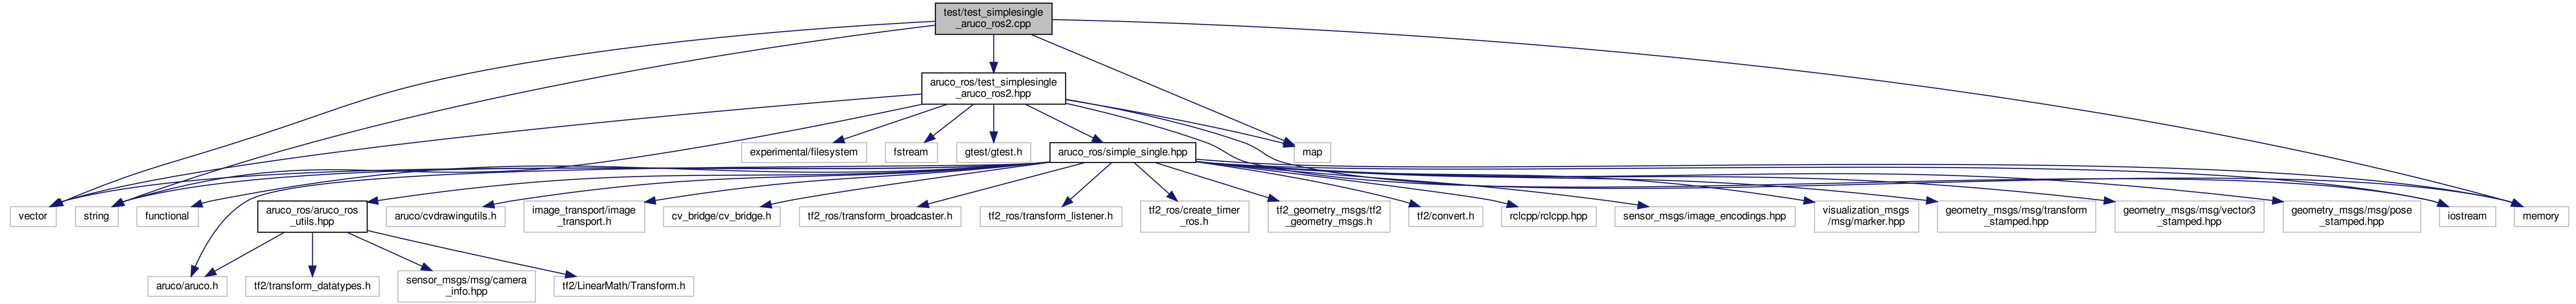 test/test_simplesingle
_aruco_ros2.cpp
aruco_ros/test_simplesingle
_aruco_ros2.hpp
experimental/filesystem
fstream
gtest/gtest.h
aruco_ros/simple_single.hpp
map
vector
string
functional
aruco_ros/aruco_ros
_utils.hpp
aruco/cvdrawingutils.h
image_transport/image
_transport.h
cv_bridge/cv_bridge.h
tf2_ros/transform_broadcaster.h
tf2_ros/transform_listener.h
tf2_ros/create_timer
_ros.h
tf2_geometry_msgs/tf2
_geometry_msgs.h
tf2/convert.h
rclcpp/rclcpp.hpp
sensor_msgs/image_encodings.hpp
visualization_msgs
/msg/marker.hpp
geometry_msgs/msg/transform
_stamped.hpp
geometry_msgs/msg/vector3
_stamped.hpp
geometry_msgs/msg/pose
_stamped.hpp
iostream
memory
aruco/aruco.h
tf2/transform_datatypes.h
sensor_msgs/msg/camera
_info.hpp
tf2/LinearMath/Transform.h